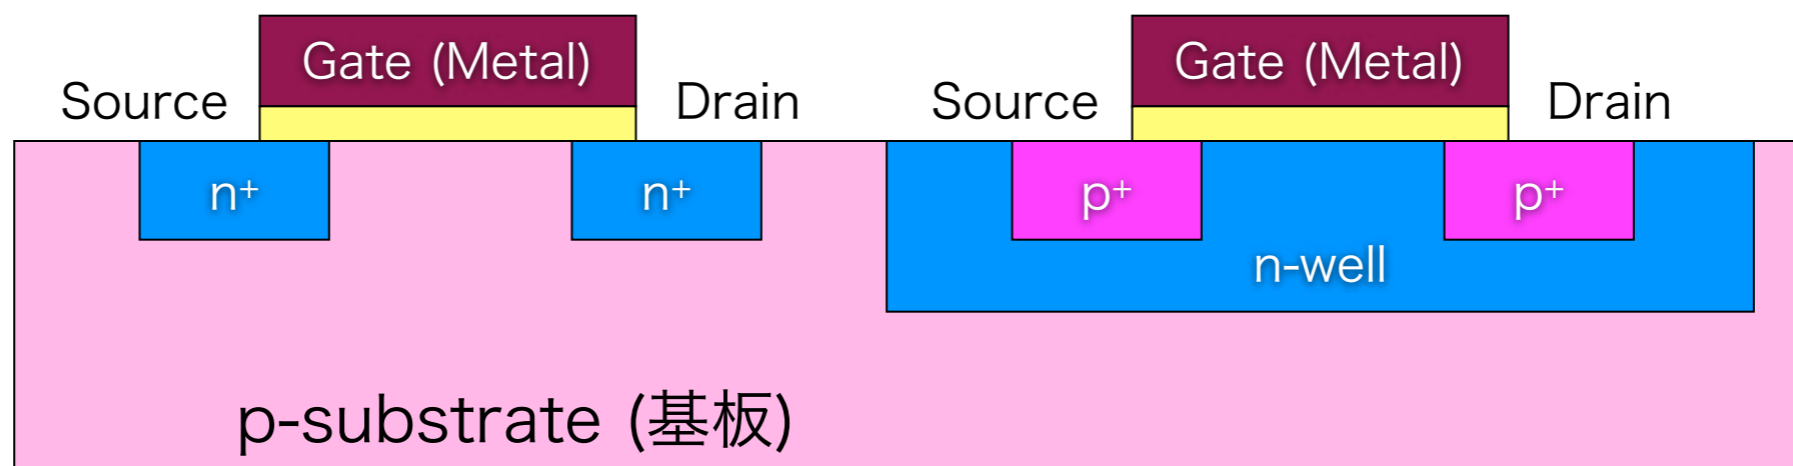 Gate (Metal)
Gate (Metal)
Source
Drain
Source
Drain
n+
n+
p+
p+
n-well
p-substrate (基板)